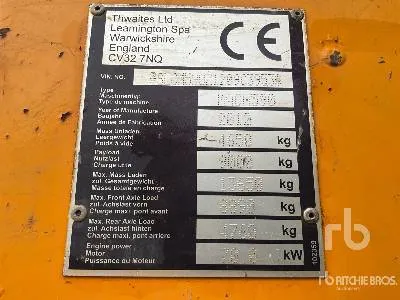 Thwaites Ltd
Leamington Spa
Warwickshire
England
CV32 7NQ
CE
VIN. NO.
Type
Maschinentyp
Type de machine
Year of Manufacture
Baujahr
Année de Fabrication
Mass Unladen
Leergewicht
Poids à vide
4650 kg
Payload
Nutzlast
Charge utile
9000 kg
Max. Mass Laden
zul. Gesamtgewicht
Masse totale en charge
kg
Max. Front Axle Load
zul. Achslast vorn
Charge maxi. pont avant
kg
Max. Rear Axle Load
zul. Achslast hinten
Charge maxi. pont arrière
kg
Engine power
Motor
Puissance du Moteur
kW
102359
rb
RITCHIE BROS.